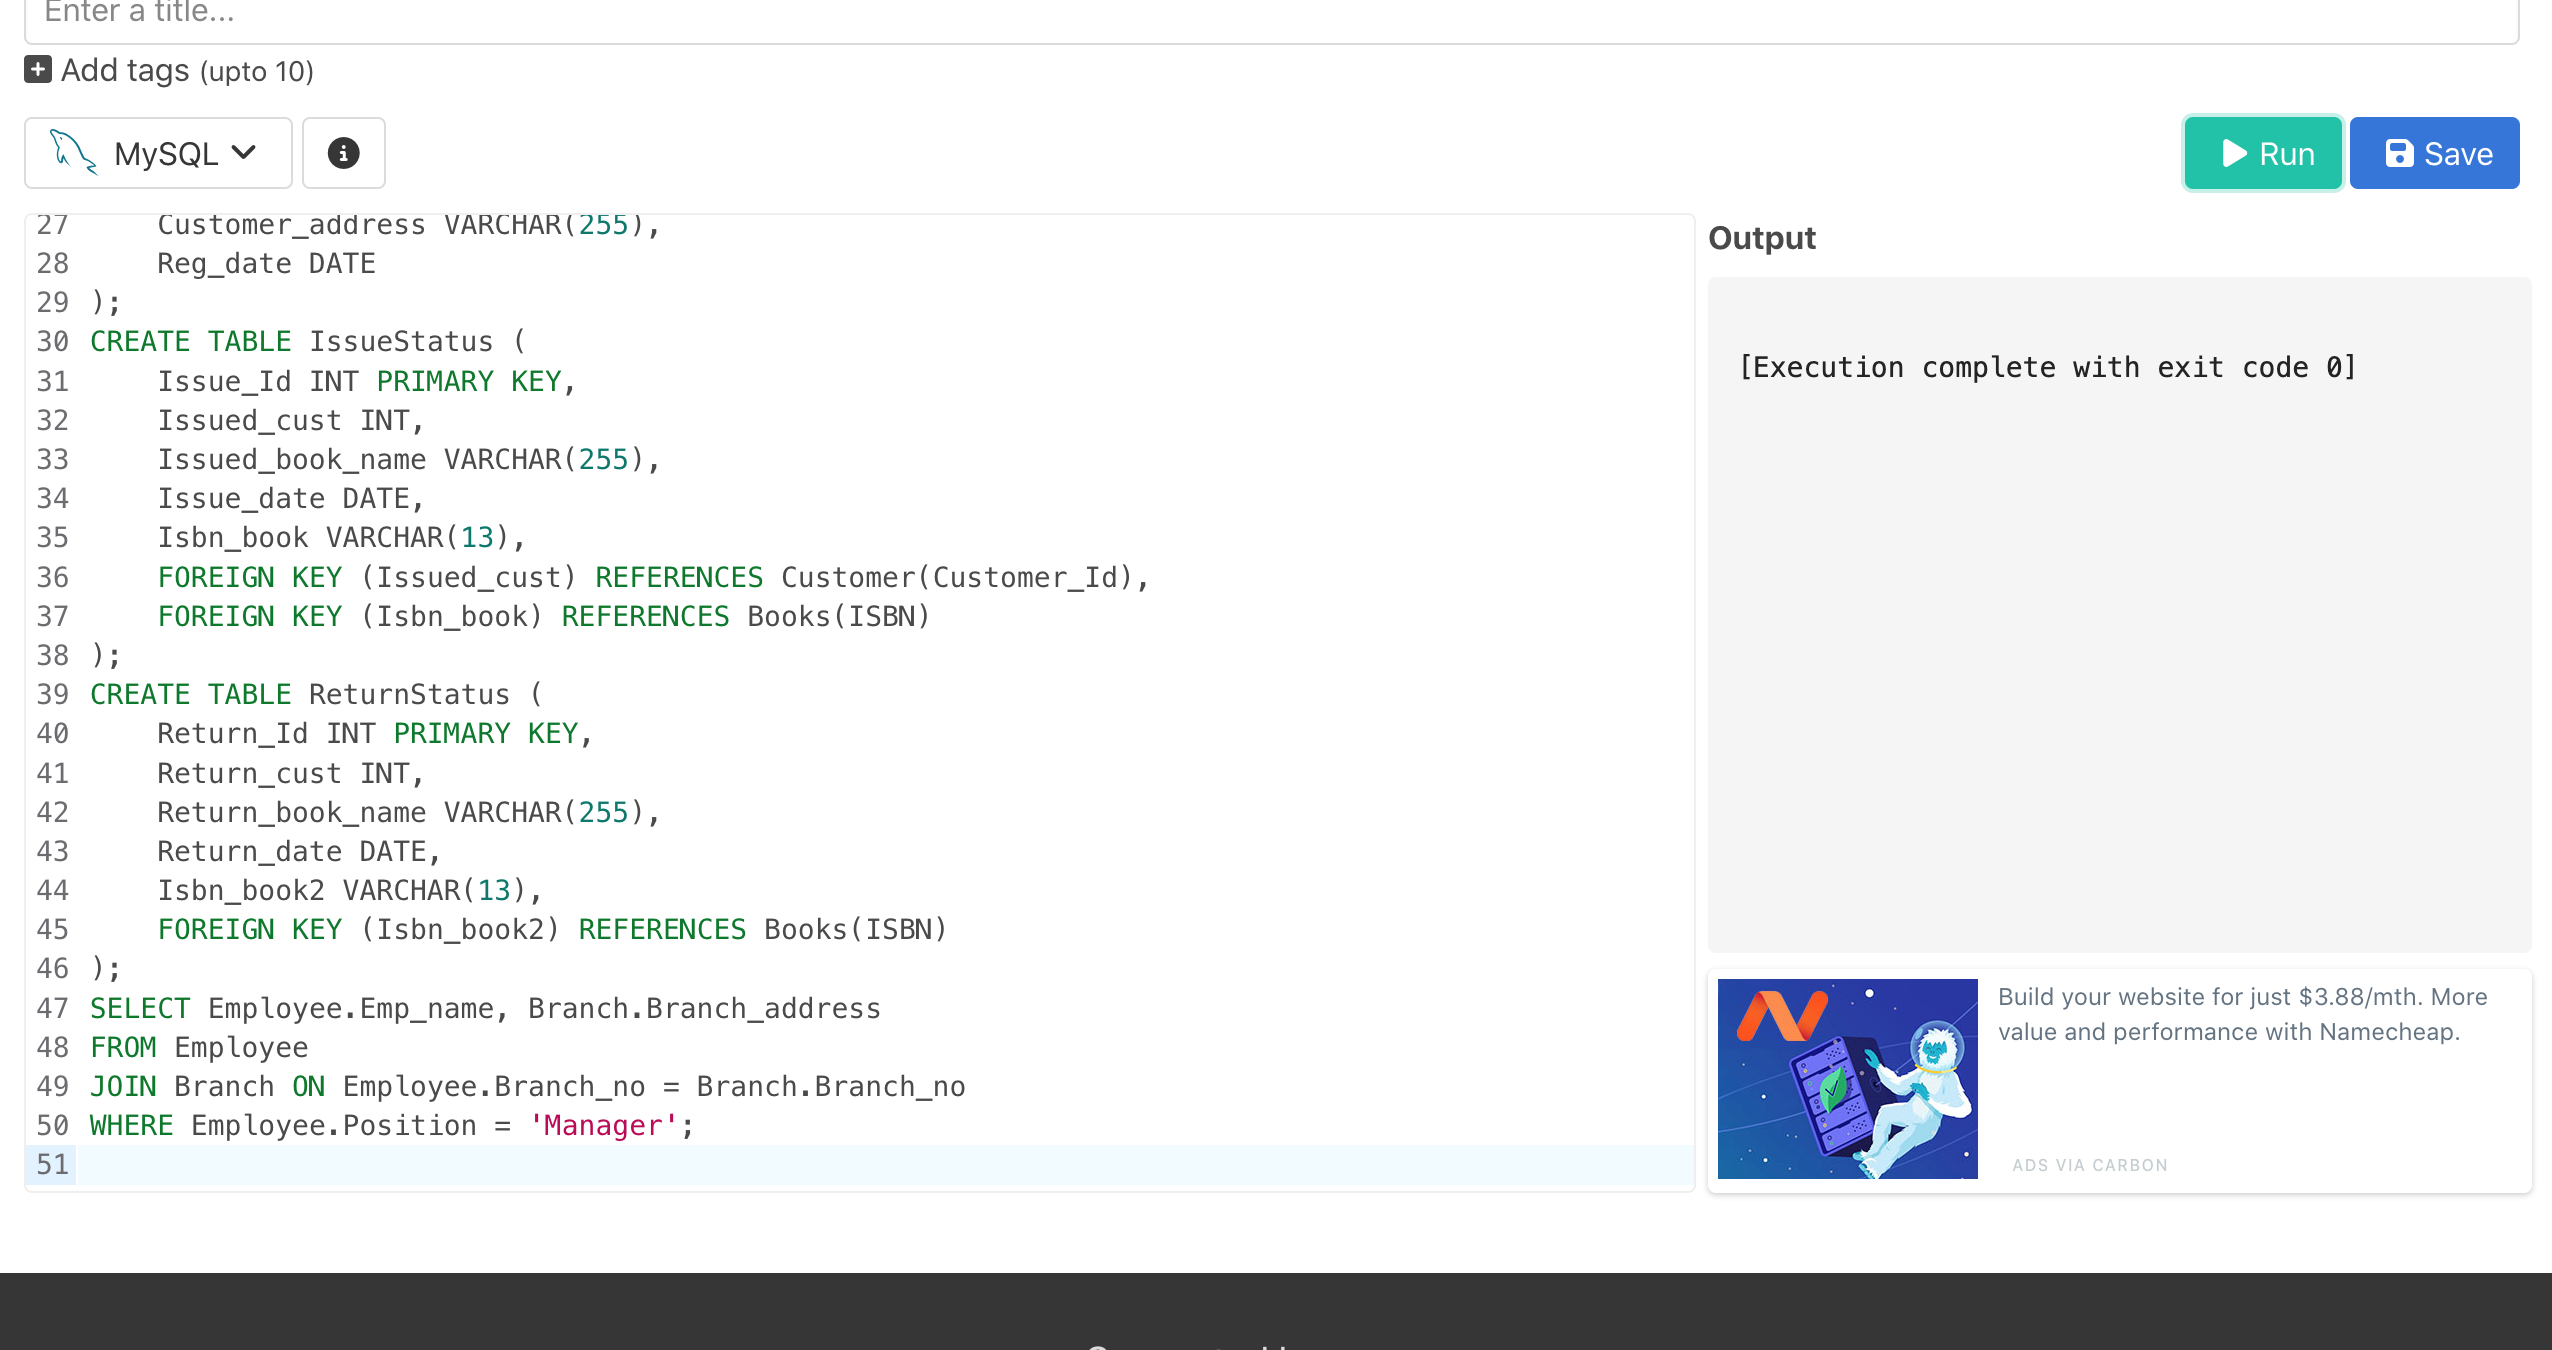 Enter a title...
Add tags (upto 10)
MySQL
Run
Save
27 Customer_address VARCHAR(255),
28 Reg_date DATE
29 );
30 CREATE TABLE IssueStatus (
31 Issue_Id INT PRIMARY KEY,
32 Issued_cust INT,
33 Issued_book_name VARCHAR(255),
34 Issue_date DATE,
35 Isbn_book VARCHAR(13),
36 FOREIGN KEY (Issued_cust) REFERENCES Customer(Customer_Id),
37 FOREIGN KEY (Isbn_book) REFERENCES Books(ISBN)
38 );
39 CREATE TABLE ReturnStatus (
40 Return_Id INT PRIMARY KEY,
41 Return_cust INT,
42 Return_book_name VARCHAR(255),
43 Return_date DATE,
44 Isbn_book2 VARCHAR(13),
45 FOREIGN KEY (Isbn_book2) REFERENCES Books(ISBN)
46 );
47 SELECT Employee.Emp_name, Branch.Branch_address
48 FROM Employee
49 JOIN Branch ON Employee.Branch_no = Branch.Branch_no
50 WHERE Employee.Position = 'Manager';
51
Output
[Execution complete with exit code 0]
Build your website for just $3.88/mth. More
value and performance with Namecheap.
ADS VIA CARBON